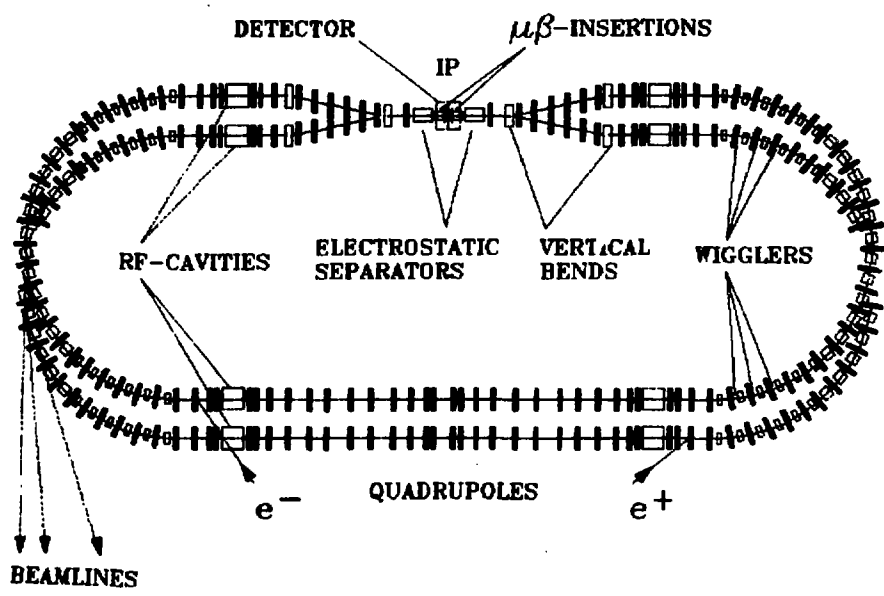 DETECTOR
μβ-INSERTIONS
IP
RF-CAVITIES
ELECTROSTATIC
SEPARATORS
VERTICAL
BENDS
WIGGLERS
e−
QUADRUPOLES
e+
BEAMLINES